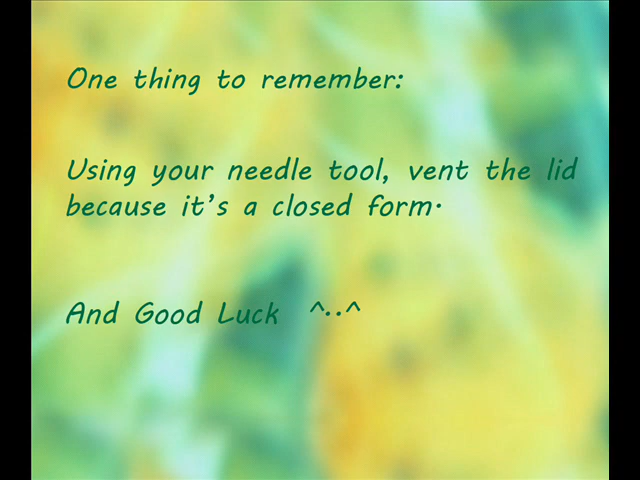 One thing to remember:
Using your needle tool, vent the lid
because it's a closed form.
And Good Luck ^..^